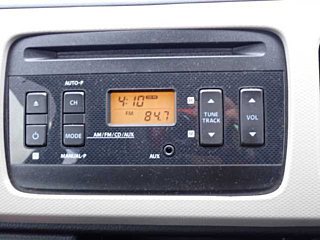 AUTO-P
CH
4:10
FM 84.7
TUNE
TRACK
VOL
MODE
AM/FM/CD/AUX
MANUAL-P
AUX